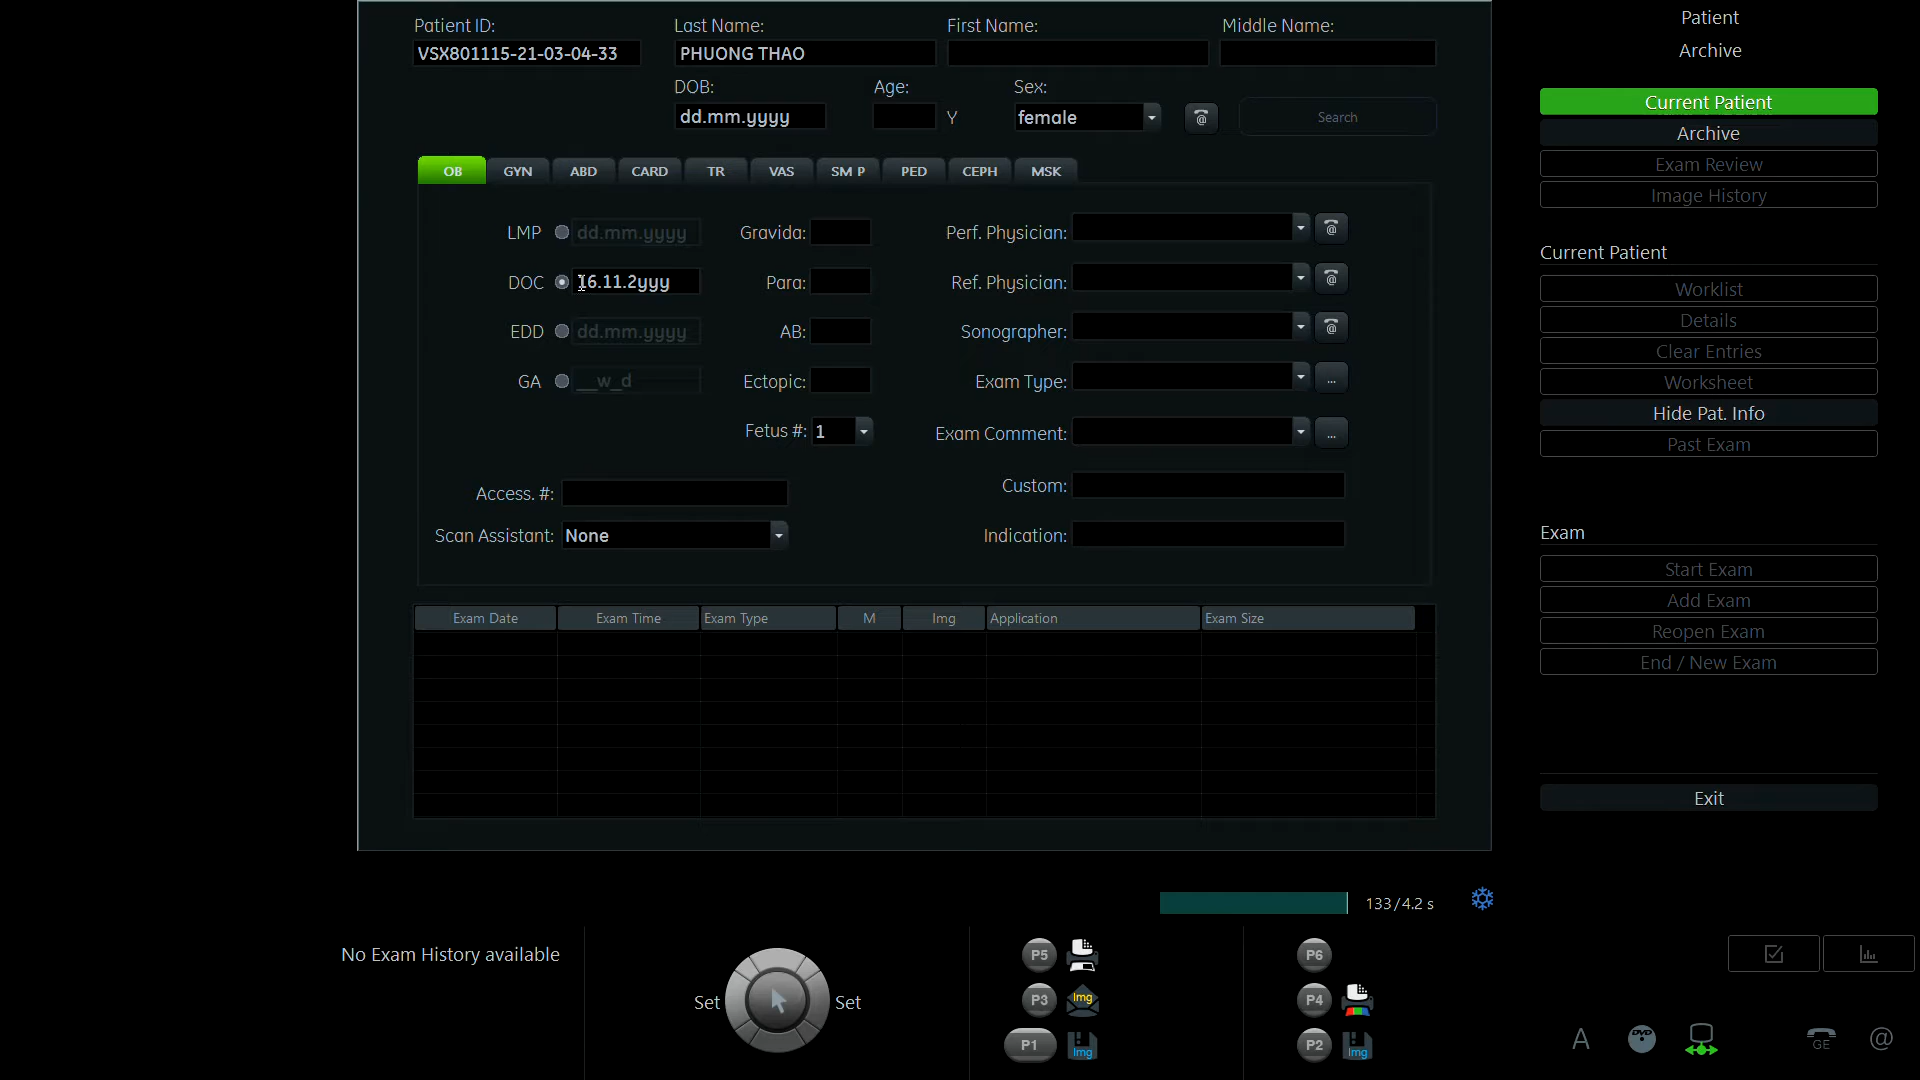 Patient ID: Last Name: First Name: Middle Name:
VSX801115-21-03-04-33 PHUONG THAO
DOB: Age: Sex:
dd.mm.yyyy Y female Search
OB GYN ABD CARD TR VAS SM P PED CEPH MSK
LMP dd.mm.yyyy Gravida: Perf. Physician:
DOC 16.11.2yyy Para: Ref. Physician:
EDD dd.mm.yyyy AB: Sonographer:
GA __w_d Ectopic: Exam Type: ...
Fetus #: 1 Exam Comment: ...
Access. #: Custom:
Scan Assistant: None Indication:
Exam Date Exam Time Exam Type M Img Application Exam Size
Patient
Archive
Current Patient
Archive
Exam Review
Image History
Current Patient
Worklist
Details
Clear Entries
Worksheet
Hide Pat. Info
Past Exam
Exam
Start Exam
Add Exam
Reopen Exam
End / New Exam
Exit
133/4.2 s
No Exam History available
Set Set
P5
P3 Img
P1 Img
P6
P4
P2 Img
A DVD GE @